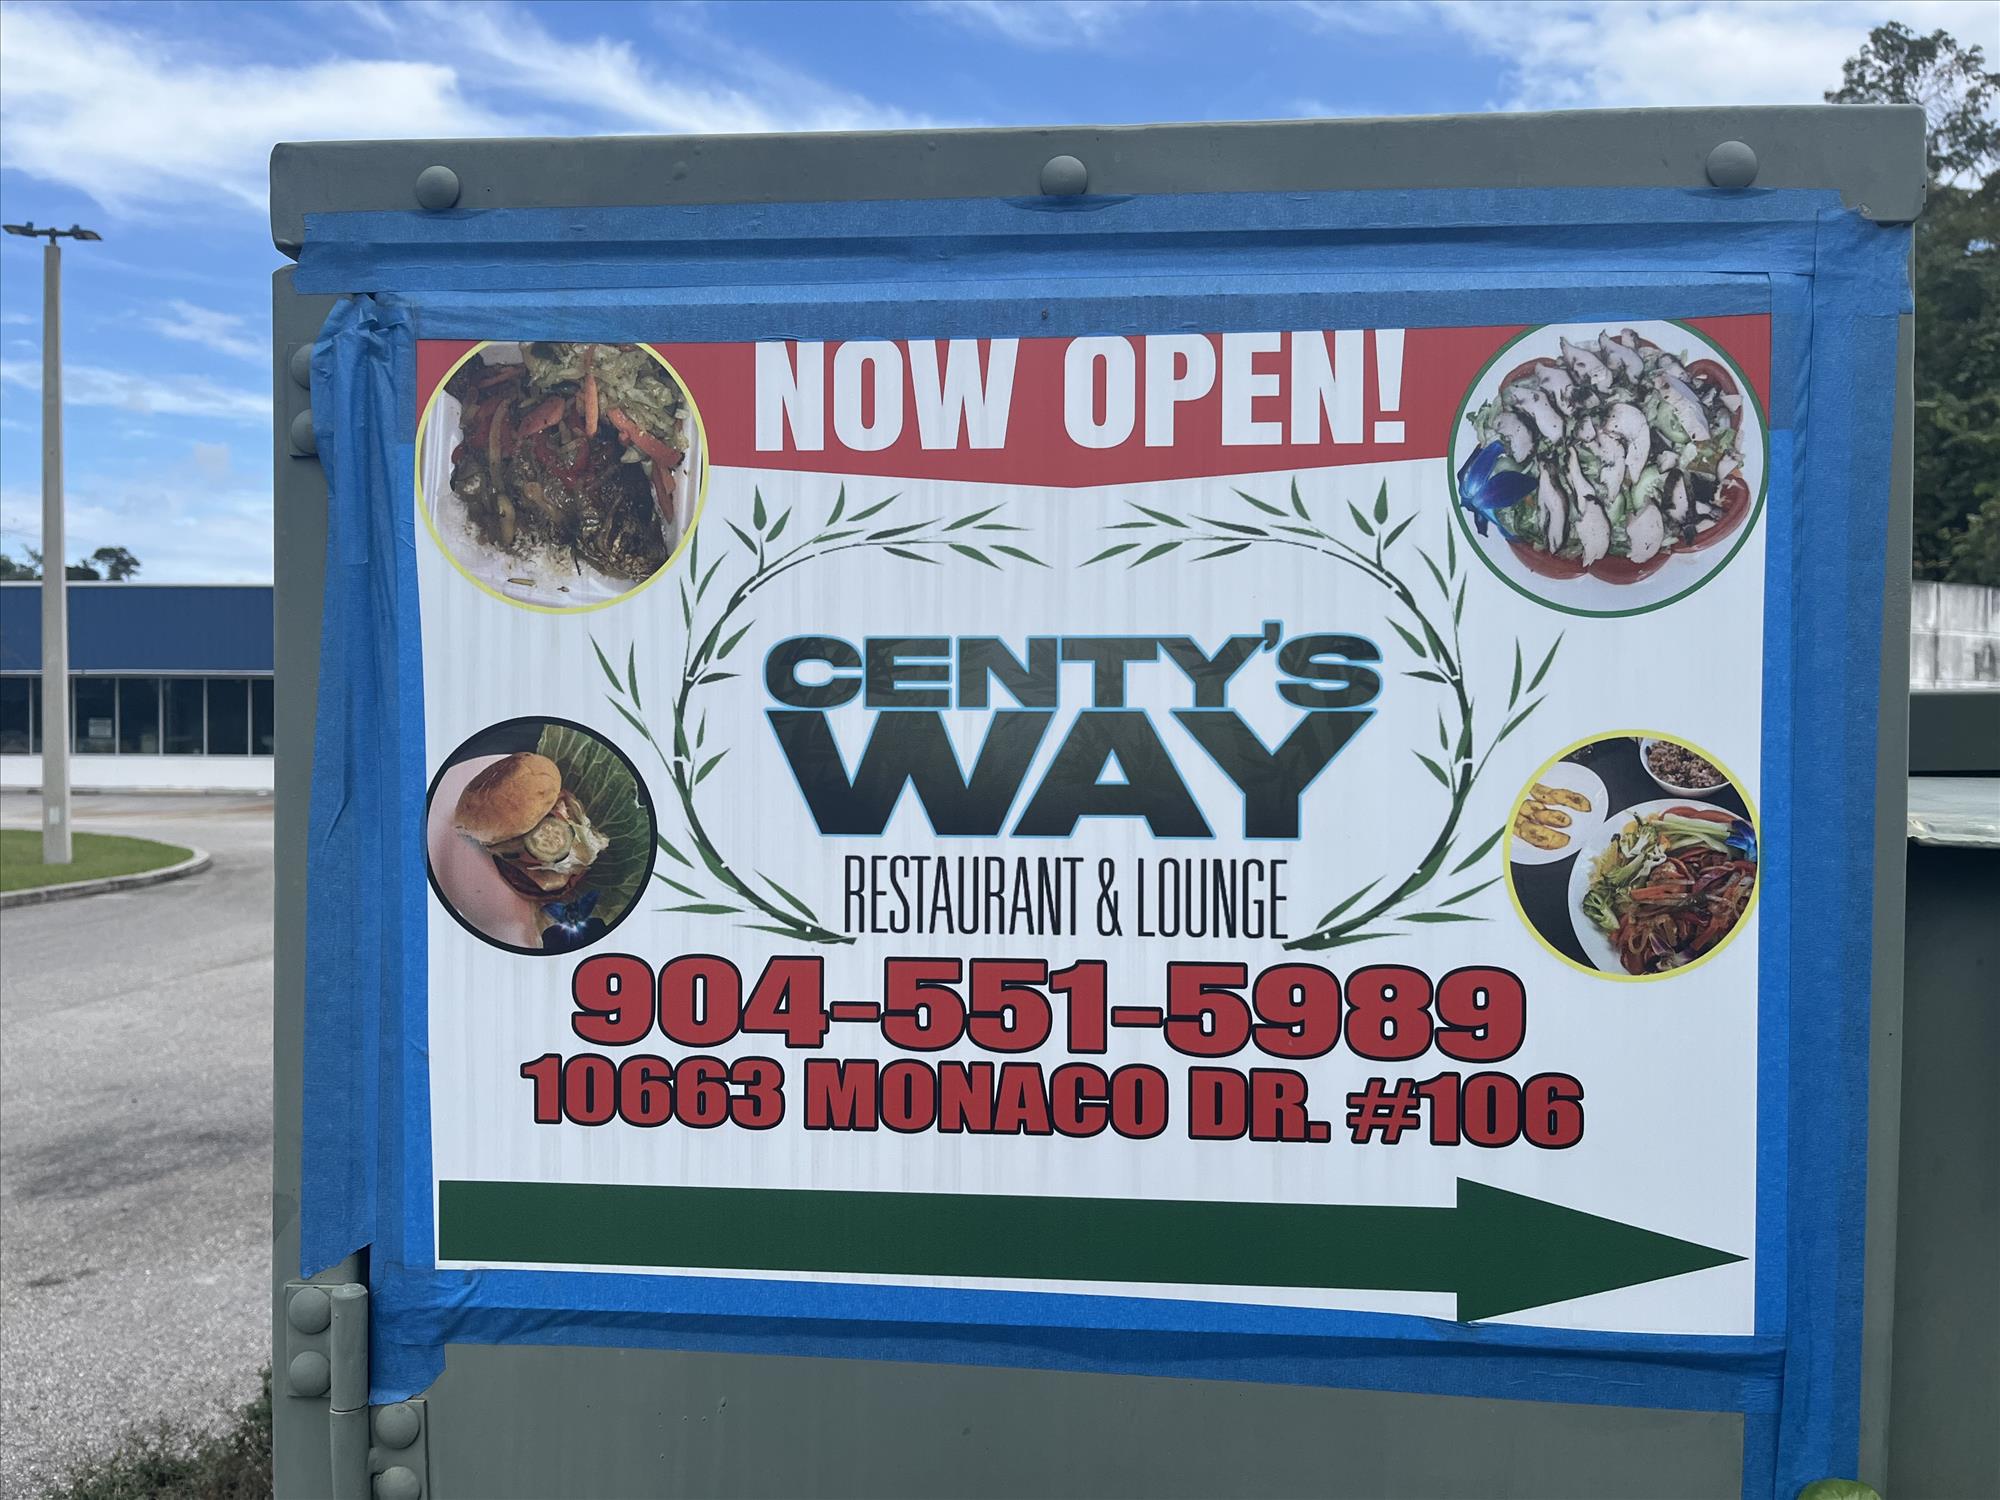 NOW OPEN!
CENTY'S
WAY
RESTAURANT & LOUNGE
904-551-5989
10663 MONACO DR. #106